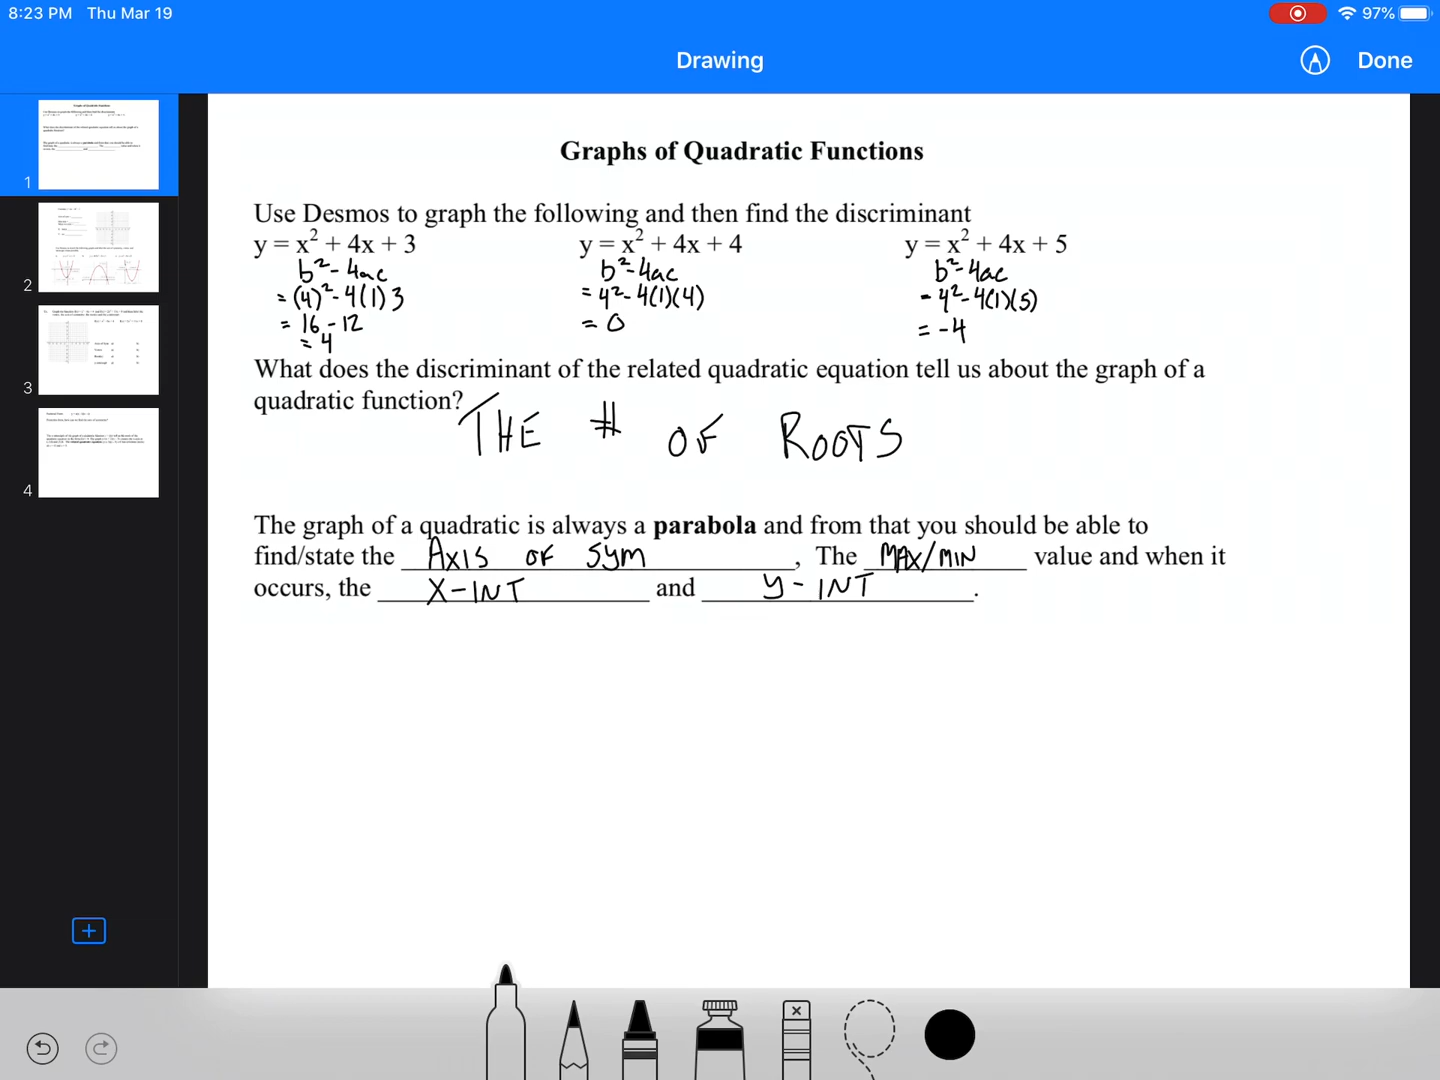 8:23 PM Thu Mar 19 97%
Drawing Done
Graphs of Quadratic Functions
Use Desmos to graph the following and then find the discriminant
y = x² + 4x + 3 y = x² + 4x + 4 y = x² + 4x + 5
b² - 4ac b² - 4ac b² - 4ac
= (4)² - 4(1)3 = 4² - 4(1)(4) = 4² - 4(1)(5)
= 16 - 12 = 0 = -4
= 4
What does the discriminant of the related quadratic equation tell us about the graph of a
quadratic function? THE # OF ROOTS
The graph of a quadratic is always a parabola and from that you should be able to
find/state the AXIS OF SYM, The MAX/MIN value and when it
occurs, the X-INT and y-INT.
1
2
3
4